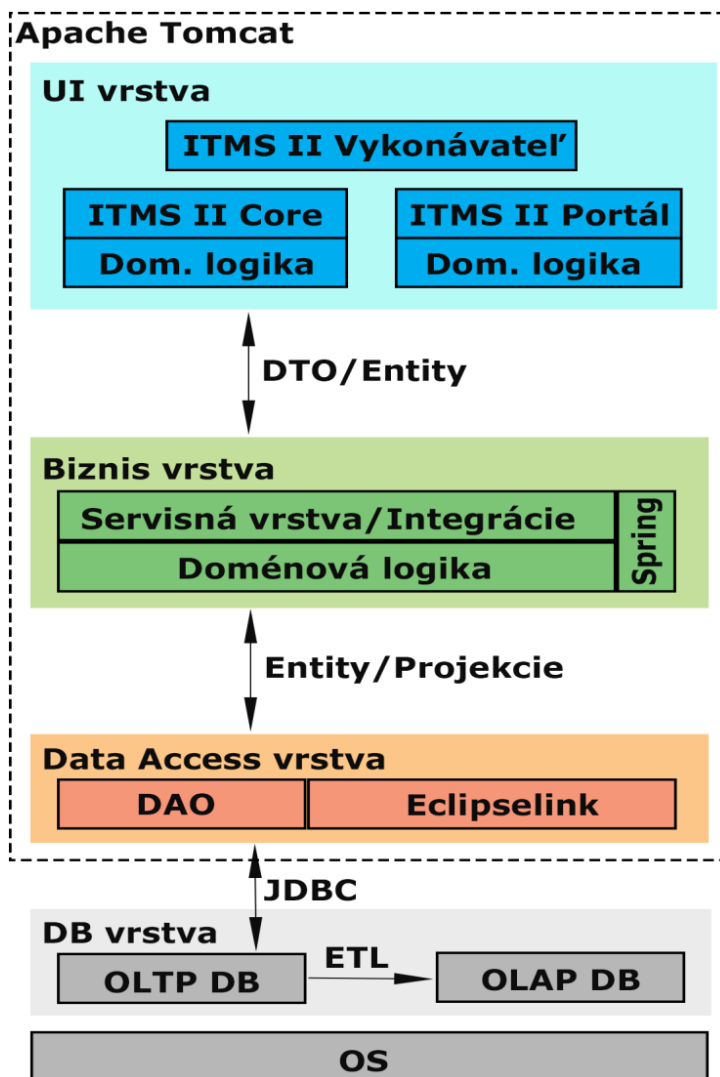 Apache Tomcat
UI vrstva
ITMS II Vykonávateľ
ITMS II Core
ITMS II Portál
Dom. logika
Dom. logika
DTO/Entity
Biznis vrstva
Servisná vrstva/Integrácie
Spring
Doménová logika
Entity/Projekcie
Data Access vrstva
DAO
Eclipselink
JDBC
DB vrstva
ETL
OLTP DB
OLAP DB
OS